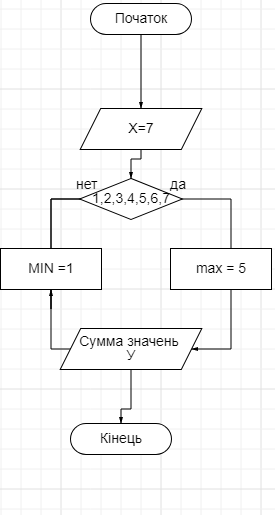 Початок
X=7
нет
да
1,2,3,4,5,6,7
MIN =1
max = 5
Сумма значень
У
Кінець